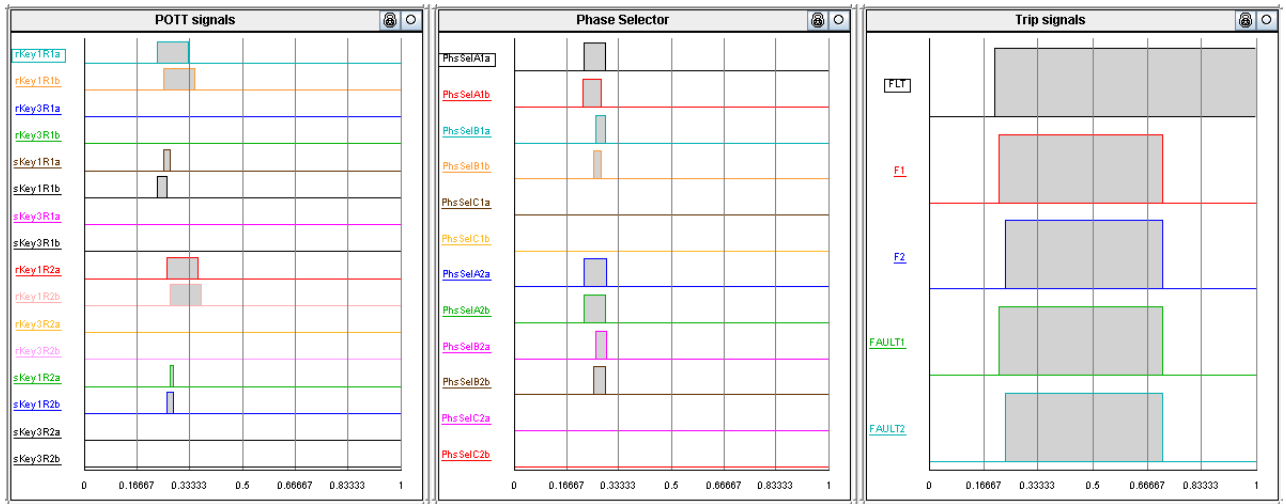 POTT signals
rKey1R1a
rKey1R1b
rKey3R1a
rKey3R1b
sKey1R1a
sKey1R1b
sKey3R1a
sKey3R1b
rKey1R2a
rKey1R2b
rKey3R2a
rKey3R2b
sKey1R2a
sKey1R2b
sKey3R2a
sKey3R2b
0 0.16667 0.33333 0.5 0.66667 0.83333 1
Phase Selector
PhsSelA1a
PhsSelA1b
PhsSelB1a
PhsSelB1b
PhsSelC1a
PhsSelC1b
PhsSelA2a
PhsSelA2b
PhsSelB2a
PhsSelB2b
PhsSelC2a
PhsSelC2b
0 0.16667 0.33333 0.5 0.66667 0.83333 1
Trip signals
FLT
F1
F2
FAULT1
FAULT2
0 0.16667 0.33333 0.5 0.66667 0.83333 1